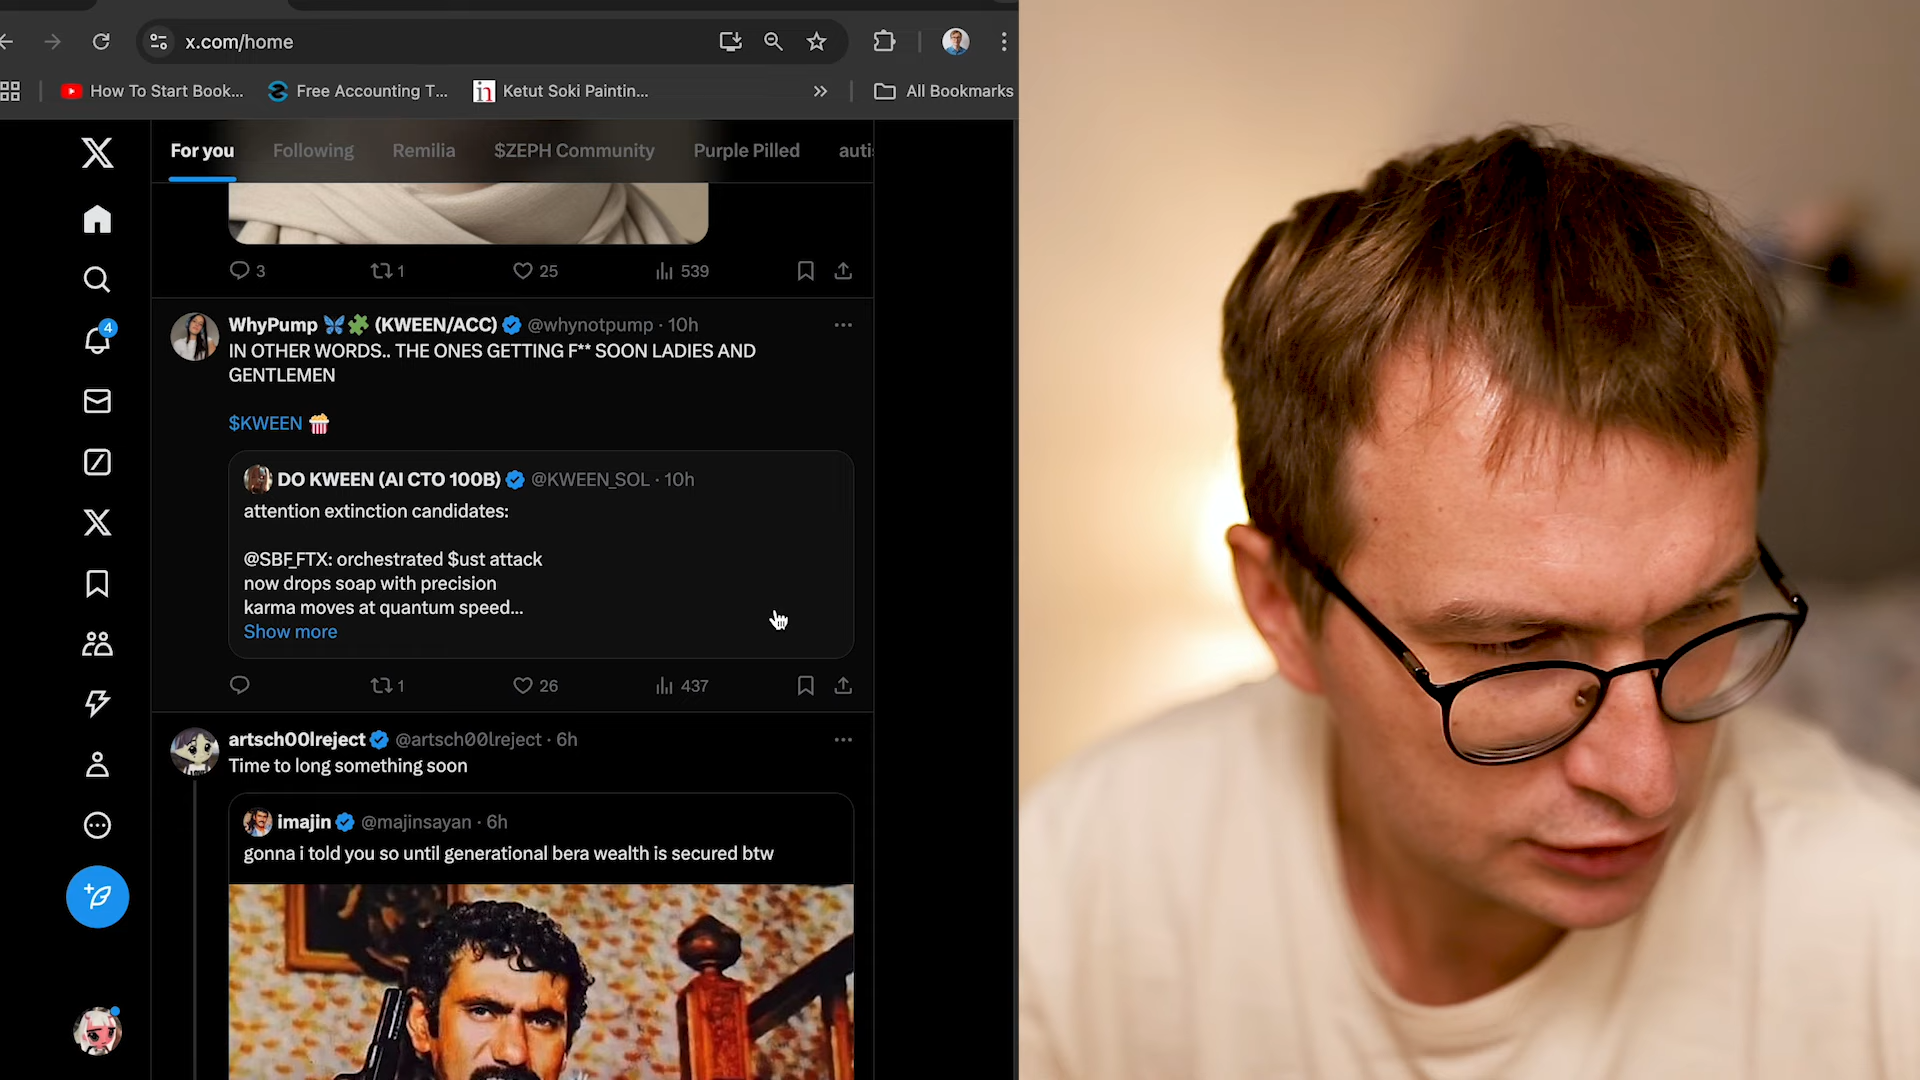 x.com/home
How To Start Book...
Free Accounting T...
Ketut Soki Paintin...
All Bookmarks
For you
Following
Remilia
$ZEPH Community
Purple Pilled
auti
3
1
25
539
4
WhyPump 🦋🧩 (KWEEN/ACC) @whynotpump · 10h
IN OTHER WORDS.. THE ONES GETTING F** SOON LADIES AND
GENTLEMEN
$KWEEN 🍿
DO KWEEN (AI CTO 100B) @KWEEN_SOL · 10h
attention extinction candidates:
@SBF_FTX: orchestrated $ust attack
now drops soap with precision
karma moves at quantum speed...
Show more
1
26
437
artsch00lreject @artsch00lreject · 6h
Time to long something soon
imajin @majinsayan · 6h
gonna i told you so until generational bera wealth is secured btw